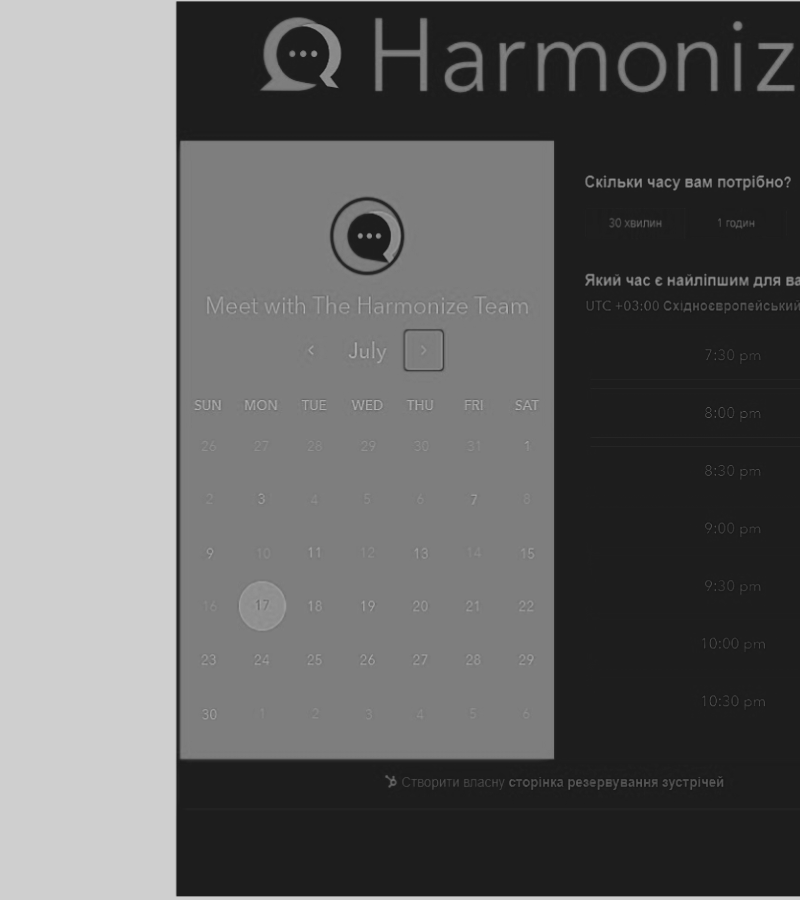 Harmoniz
Meet with The Harmonize Team
July
SUN MON TUE WED THU FRI SAT
26 27 28 29 30 31 1
2 3 4 5 6 7 8
9 10 11 12 13 14 15
16 17 18 19 20 21 22
23 24 25 26 27 28 29
30 1 2 3 4 5 6
Скільки часу вам потрібно?
30 хвилин 1 годин
Який час є найліпшим для ва
UTC +03:00 Східноєвропейський
7:30 pm
8:00 pm
8:30 pm
9:00 pm
9:30 pm
10:00 pm
10:30 pm
Створити власну сторінка резервування зустрічей